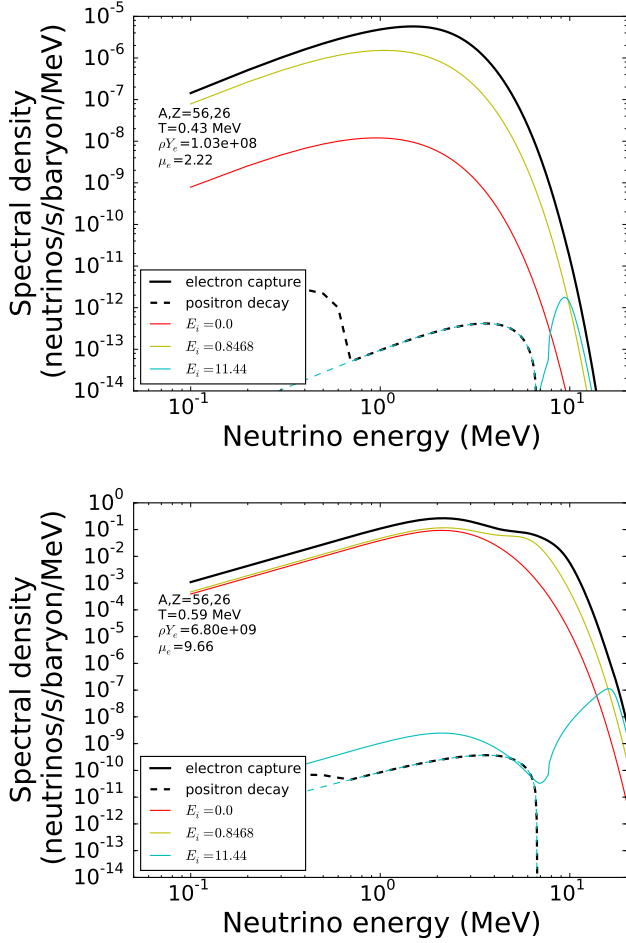 Spectral density
(neutrinos/s/baryon/MeV)
10^-5
10^-6
10^-7
10^-8
10^-9
10^-10
10^-11
10^-12
10^-13
10^-14
A,Z=56,26
T=0.43 MeV
ρY_e=1.03e+08
μ_e=2.22
electron capture
positron decay
E_i=0.0
E_i=0.8468
E_i=11.44
10^-1
10^0
10^1
Neutrino energy (MeV)
Spectral density
(neutrinos/s/baryon/MeV)
10^0
10^-1
10^-2
10^-3
10^-4
10^-5
10^-6
10^-7
10^-8
10^-9
10^-10
10^-11
10^-12
10^-13
10^-14
A,Z=56,26
T=0.59 MeV
ρY_e=6.80e+09
μ_e=9.66
electron capture
positron decay
E_i=0.0
E_i=0.8468
E_i=11.44
10^-1
10^0
10^1
Neutrino energy (MeV)